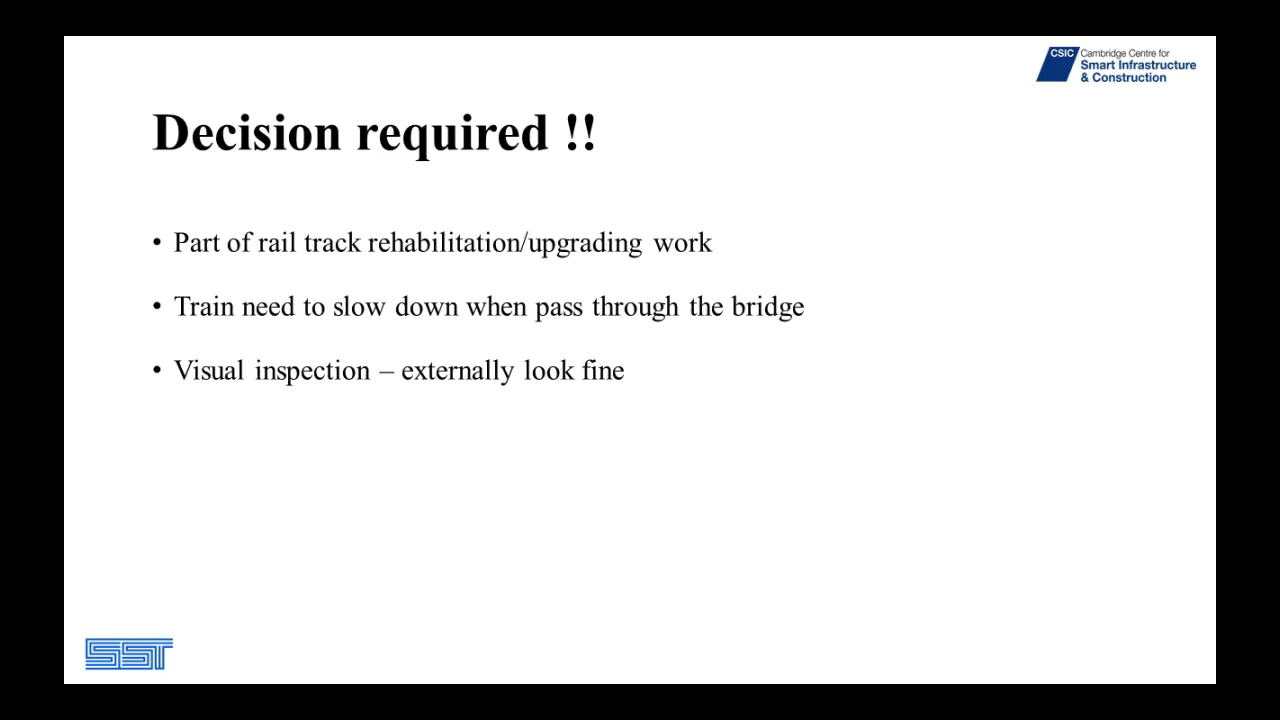 CSIC Cambridge Centre for
Smart Infrastructure
& Construction
Decision required !!
• Part of rail track rehabilitation/upgrading work
• Train need to slow down when pass through the bridge
• Visual inspection – externally look fine
SST